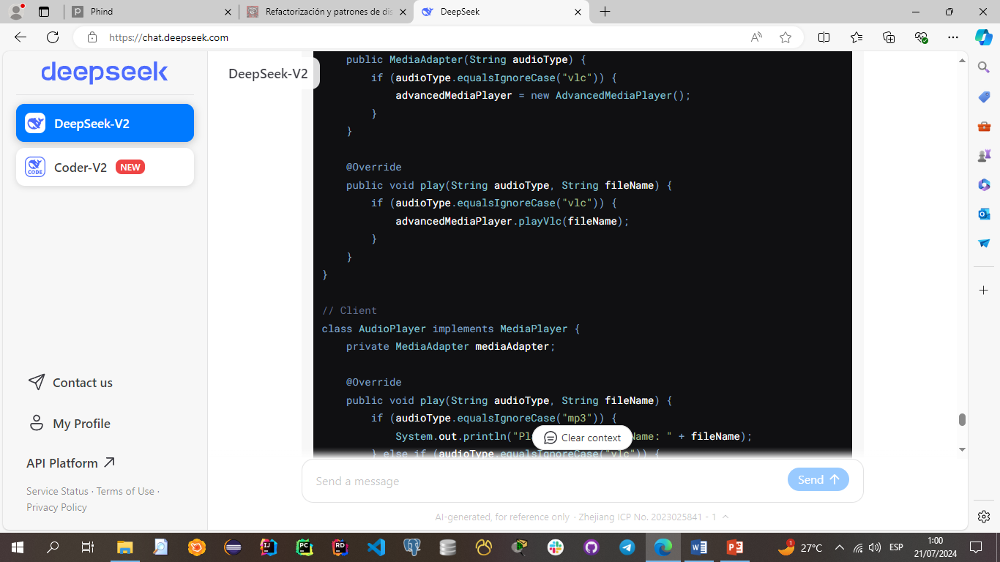 Phind
Refactorización y patrones de dis
DeepSeek
https://chat.deepseek.com
deepseek
DeepSeek-V2
Coder-V2 NEW
CODE
Contact us
My Profile
API Platform
Service Status · Terms of Use ·
Privacy Policy
DeepSeek-V2
public MediaAdapter(String audioType) {
if (audioType.equalsIgnoreCase("vlc")) {
advancedMediaPlayer = new AdvancedMediaPlayer();
}
}
@Override
public void play(String audioType, String fileName) {
if (audioType.equalsIgnoreCase("vlc")) {
advancedMediaPlayer.playVlc(fileName);
}
}
}
// Client
class AudioPlayer implements MediaPlayer {
private MediaAdapter mediaAdapter;
@Override
public void play(String audioType, String fileName) {
if (audioType.equalsIgnoreCase("mp3")) {
System.out.println("Pl Name: " + fileName);
} else if (audioType.equalsIgnoreCase("vlc")) {
Clear context
Send a message
Send
AI-generated, for reference only · Zhejiang ICP No. 2023025841 - 1
27°C
ESP
1:00
21/07/2024